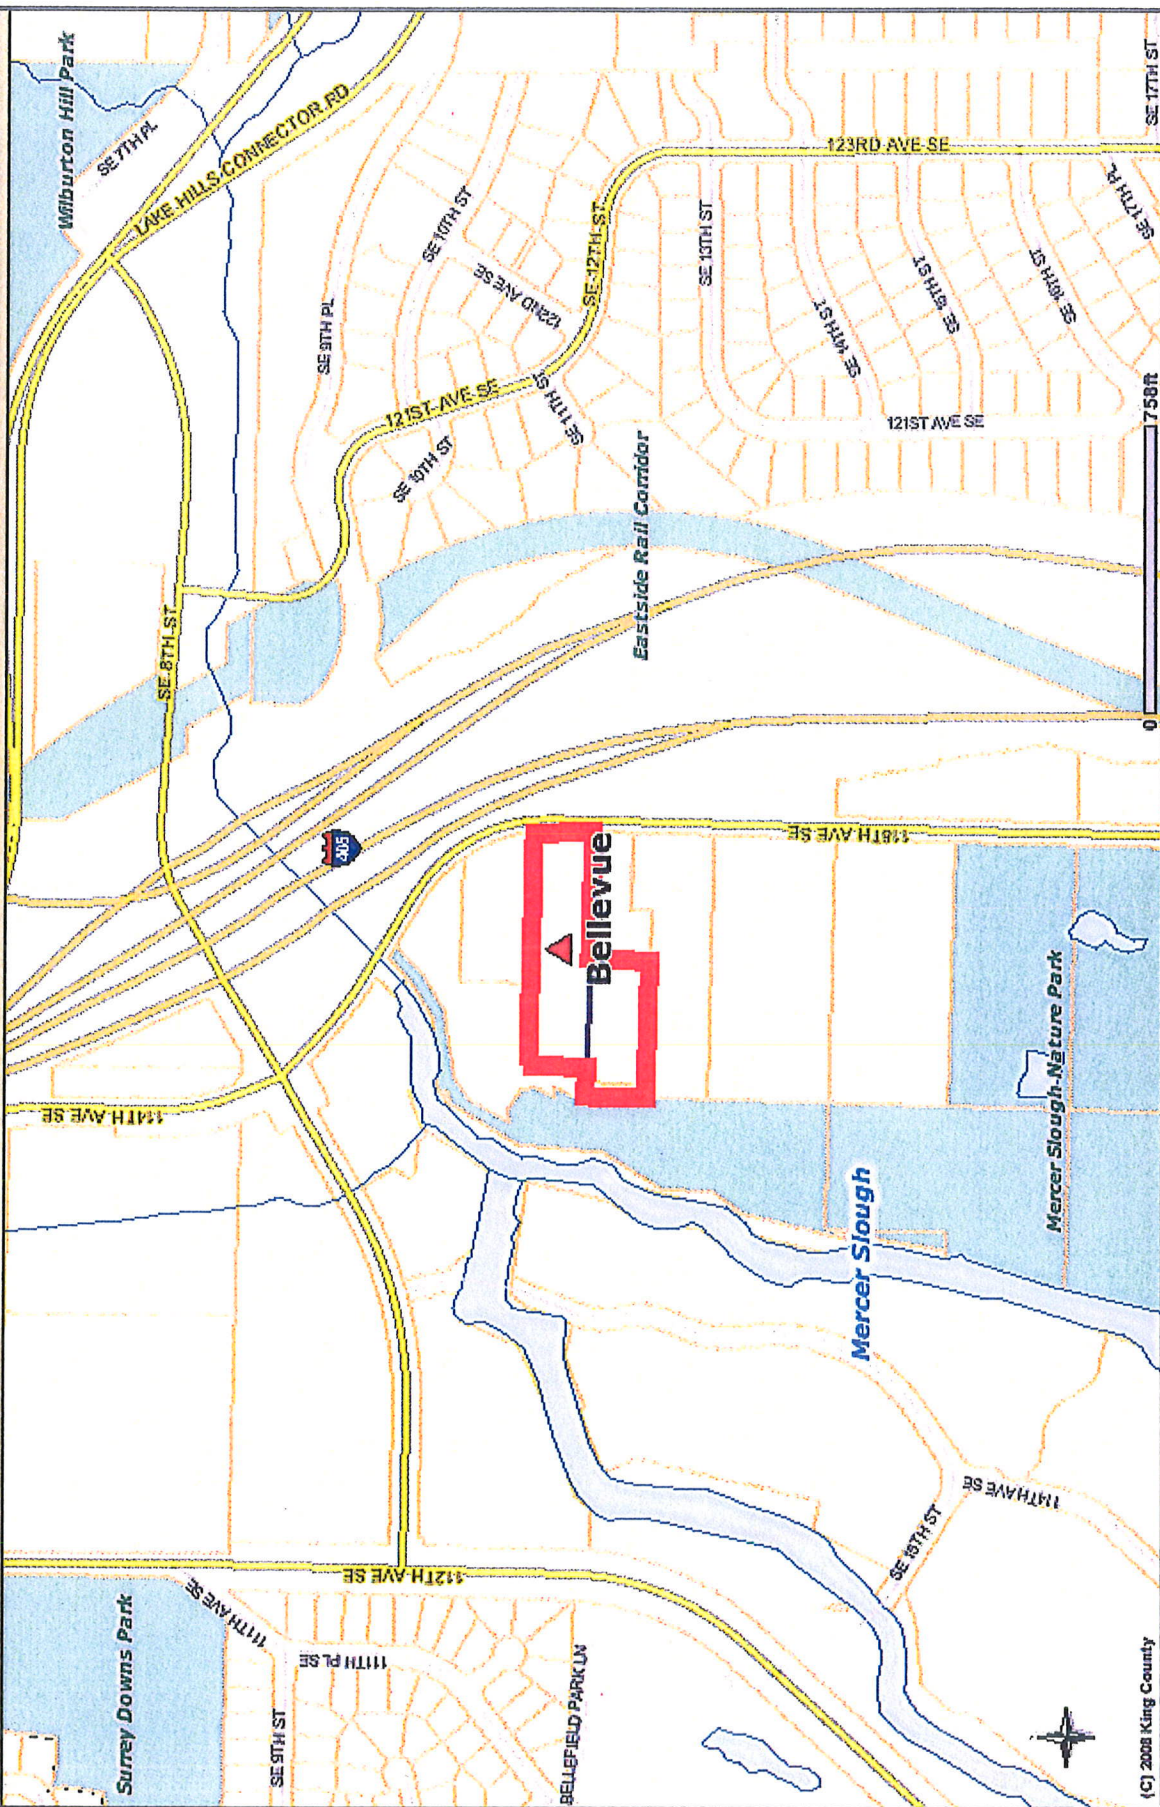 Surrey Downs Park
114TH AVE SE
Wilburton Hill Park
SE 7TH PL
LAKE HILLS CONNECTOR RD
SE 8TH ST
111TH AVE SE
SE 9TH ST
111TH PL SE
112TH AVE SE
405
SE 9TH PL
121ST AVE SE
SE 10TH ST
SE 10TH ST
122ND AVE SE
SE 11TH ST
SE 12TH ST
BELLEFIELD PARK LN
Bellevue
Eastside Rail Corridor
SE 13TH ST
118TH AVE SE
SE 14TH ST
123RD AVE SE
Mercer Slough
SE 15TH ST
121ST AVE SE
114TH AVE SE
Mercer Slough Nature Park
SE 16TH ST
SE 17TH PL
SE 17TH ST
(C) 2008 King County
0
758ft